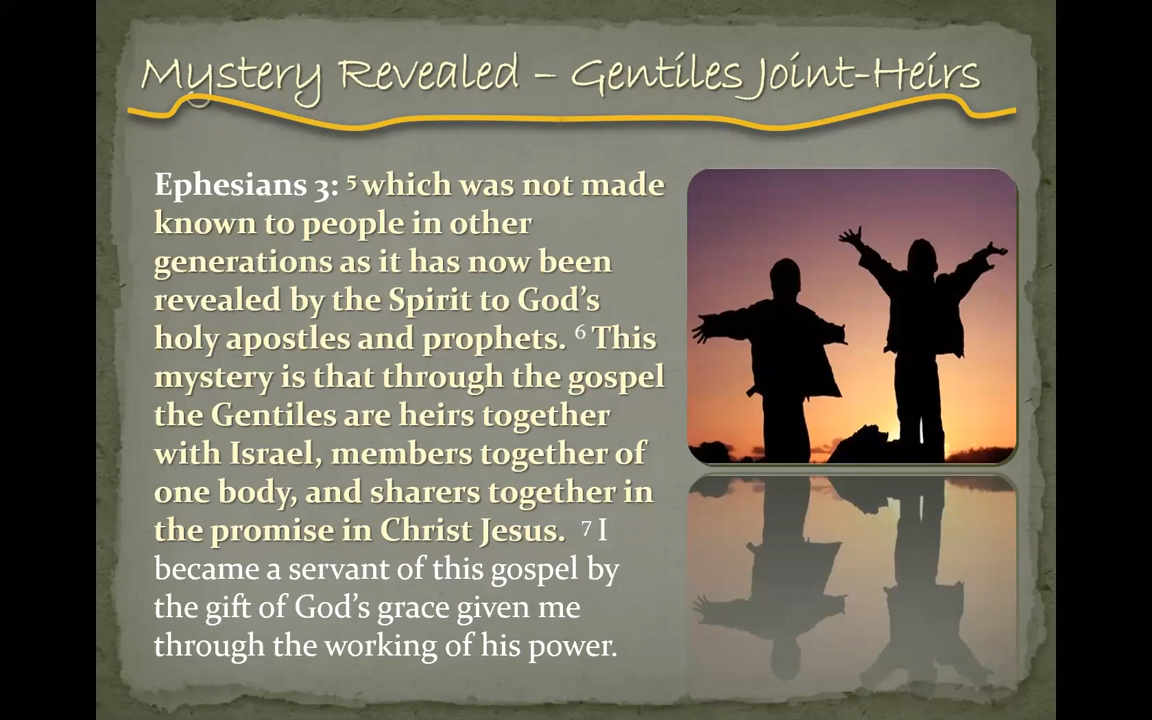 Mystery Revealed – Gentiles Joint-Heirs
Ephesians 3: 5 which was not made
known to people in other
generations as it has now been
revealed by the Spirit to God’s
holy apostles and prophets. 6 This
mystery is that through the gospel
the Gentiles are heirs together
with Israel, members together of
one body, and sharers together in
the promise in Christ Jesus. 7 I
became a servant of this gospel by
the gift of God’s grace given me
through the working of his power.